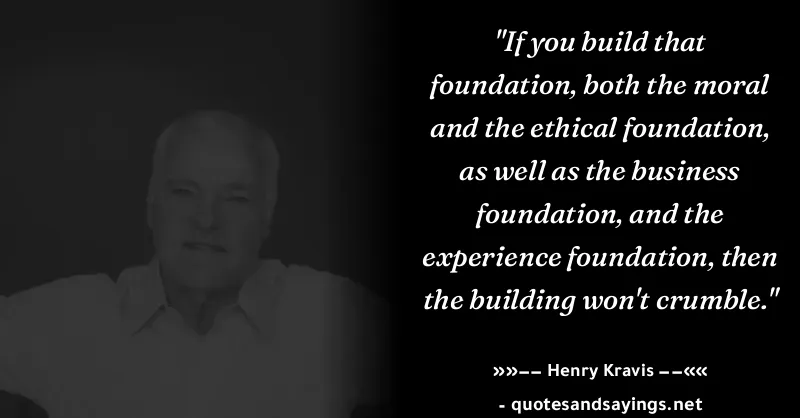 "If you build that
foundation, both the moral
and the ethical foundation,
as well as the business
foundation, and the
experience foundation, then
the building won't crumble."
»»−− Henry Kravis −−««
- quotesandsayings.net